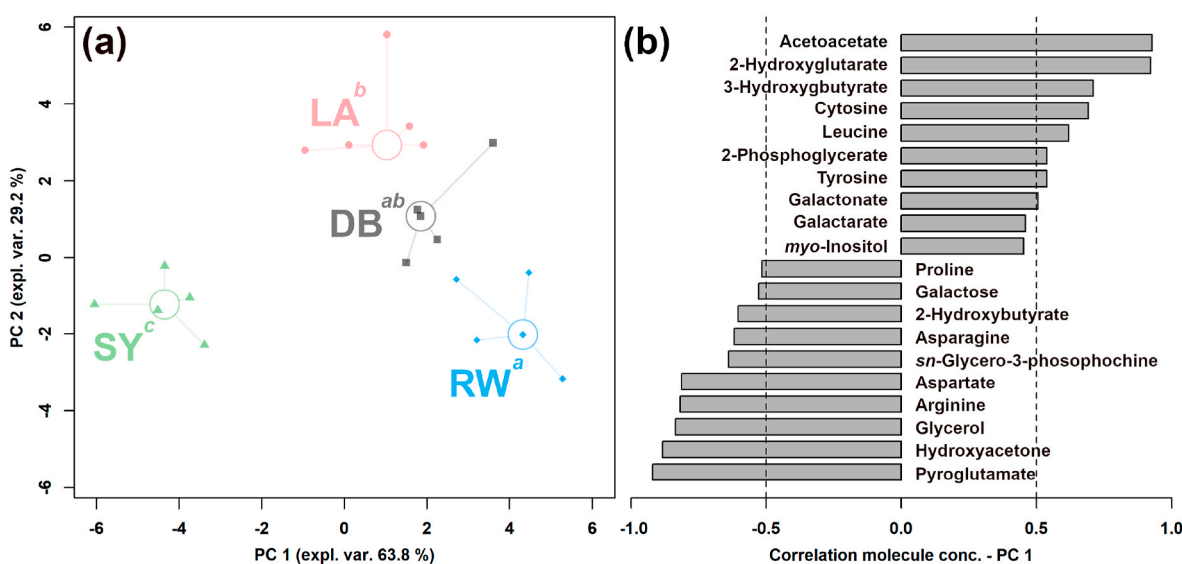 (a)
LA b
DB ab
SY c
RW a
6
4
2
0
-2
-4
-6
PC 2 (expl. var. 29.2 %)
-6 -4 -2 0 2 4 6
PC 1 (expl. var. 63.8 %)
(b)
Acetoacetate
2-Hydroxyglutarate
3-Hydroxygbutyrate
Cytosine
Leucine
2-Phosphoglycerate
Tyrosine
Galactonate
Galactarate
myo-Inositol
Proline
Galactose
2-Hydroxybutyrate
Asparagine
sn-Glycero-3-phosophochine
Aspartate
Arginine
Glycerol
Hydroxyacetone
Pyroglutamate
-1.0 -0.5 0.0 0.5 1.0
Correlation molecule conc. - PC 1